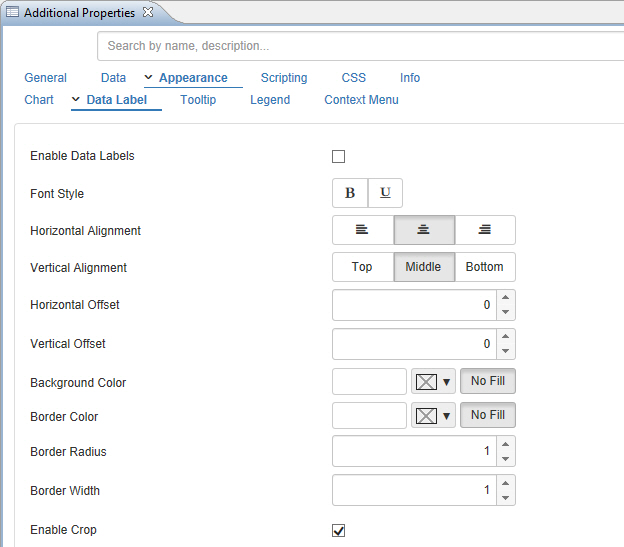 Additional Properties
Search by name, description...
General Data Appearance Scripting CSS Info
Chart Data Label Tooltip Legend Context Menu
Enable Data Labels
Font Style B U
Horizontal Alignment
Vertical Alignment Top Middle Bottom
Horizontal Offset 0
Vertical Offset 0
Background Color No Fill
Border Color No Fill
Border Radius 1
Border Width 1
Enable Crop